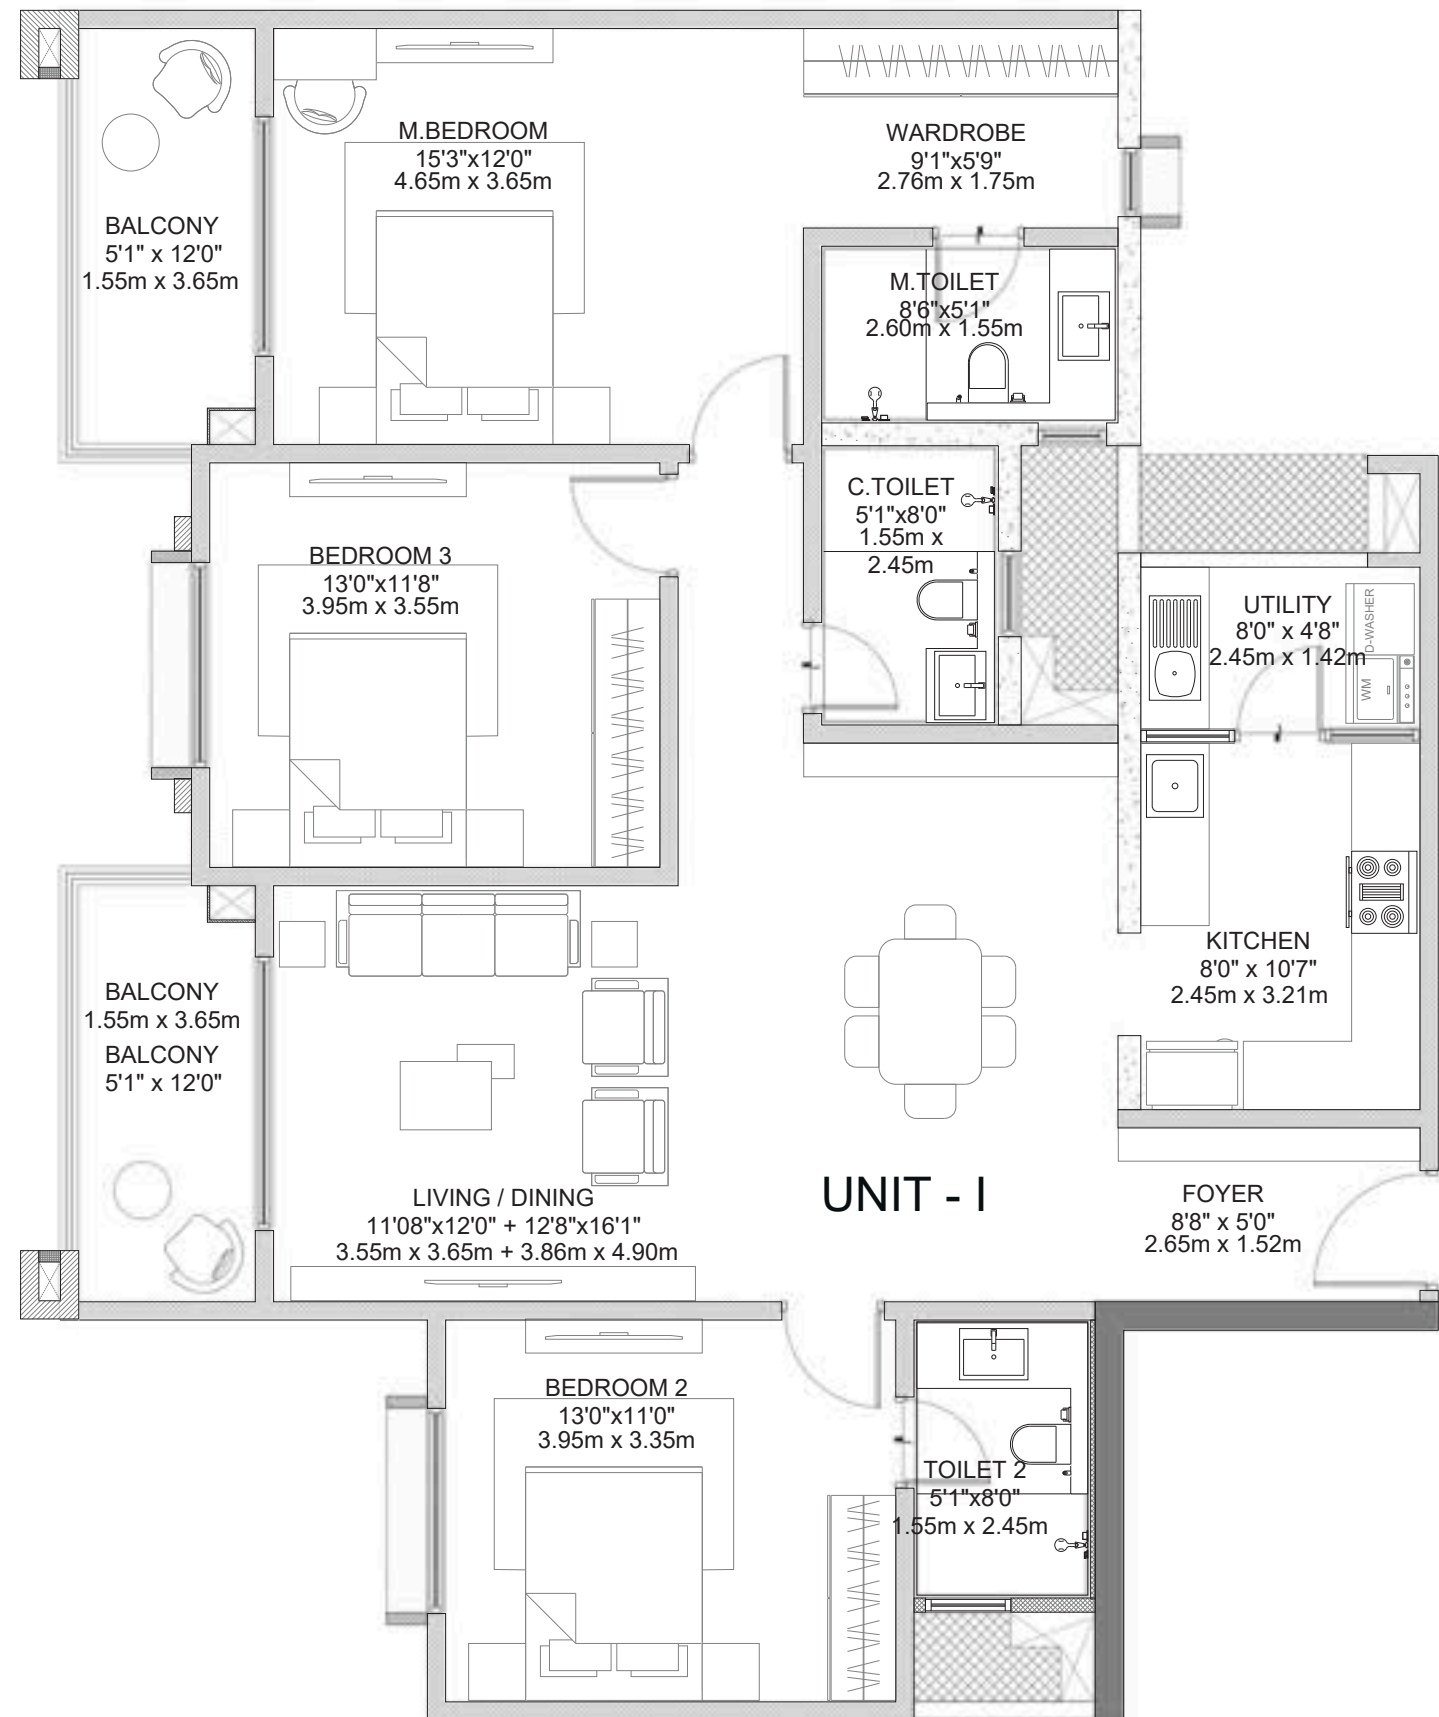 M.BEDROOM
15'3"x12'0"
4.65m x 3.65m
WARDROBE
9'1"x5'9"
2.76m x 1.75m
BALCONY
5'1" x 12'0"
1.55m x 3.65m
M.TOILET
8'6"x5'1"
2.60m x 1.55m
C.TOILET
5'1"x8'0"
1.55m x
2.45m
BEDROOM 3
13'0"x11'8"
3.95m x 3.55m
UTILITY
8'0" x 4'8"
2.45m x 1.42m
D-WASHER
WM
KITCHEN
8'0" x 10'7"
2.45m x 3.21m
BALCONY
1.55m x 3.65m
BALCONY
5'1" x 12'0"
LIVING / DINING
11'08"x12'0" + 12'8"x16'1"
3.55m x 3.65m + 3.86m x 4.90m
UNIT - I
FOYER
8'8" x 5'0"
2.65m x 1.52m
BEDROOM 2
13'0"x11'0"
3.95m x 3.35m
TOILET 2
5'1"x8'0"
1.55m x 2.45m